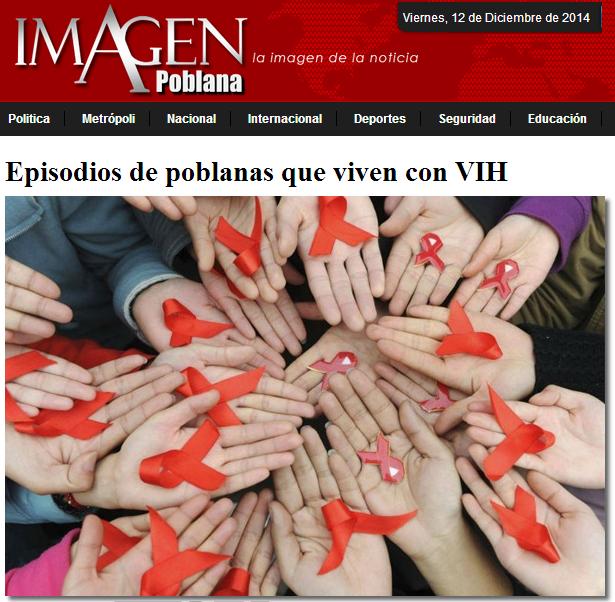 IMAGEN
Poblana
la imagen de la noticia
Viernes, 12 de Diciembre de 2014
Politica Metrópoli Nacional Internacional Deportes Seguridad Educación
Episodios de poblanas que viven con VIH